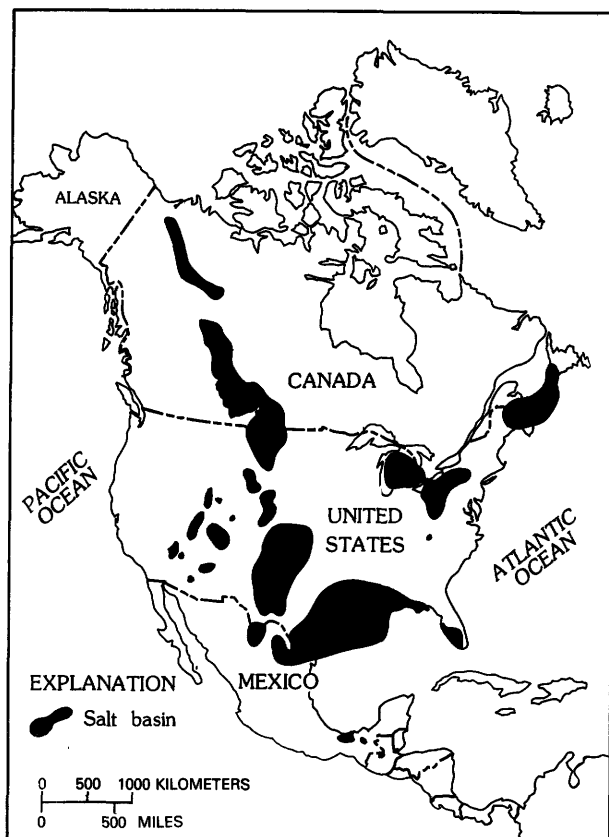 ALASKA
CANADA
PACIFIC
OCEAN
UNITED
STATES
ATLANTIC
OCEAN
MEXICO
EXPLANATION
Salt basin
0 500 1000 KILOMETERS
0 500 MILES